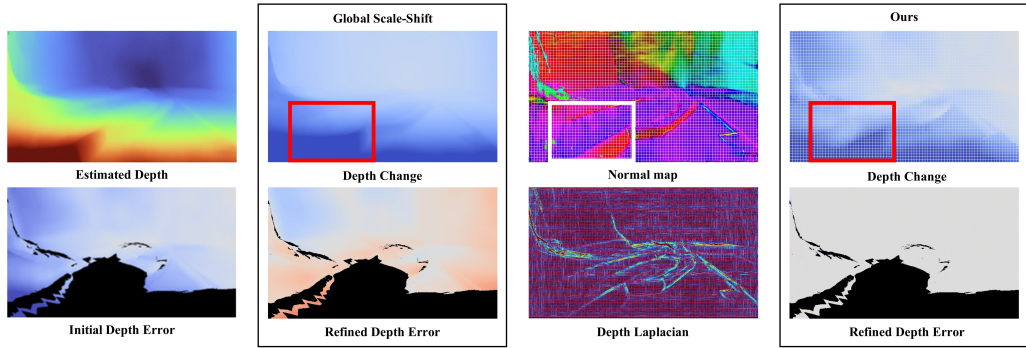 Global Scale-Shift
Ours
Estimated Depth
Depth Change
Normal map
Depth Change
Initial Depth Error
Refined Depth Error
Depth Laplacian
Refined Depth Error